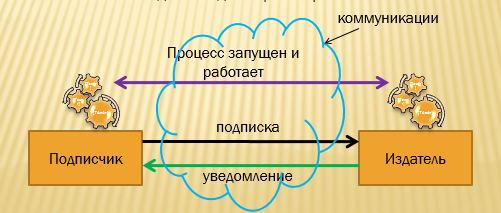 коммуникации
Процесс запущен и
работает
подписка
Подписчик
Издатель
уведомление